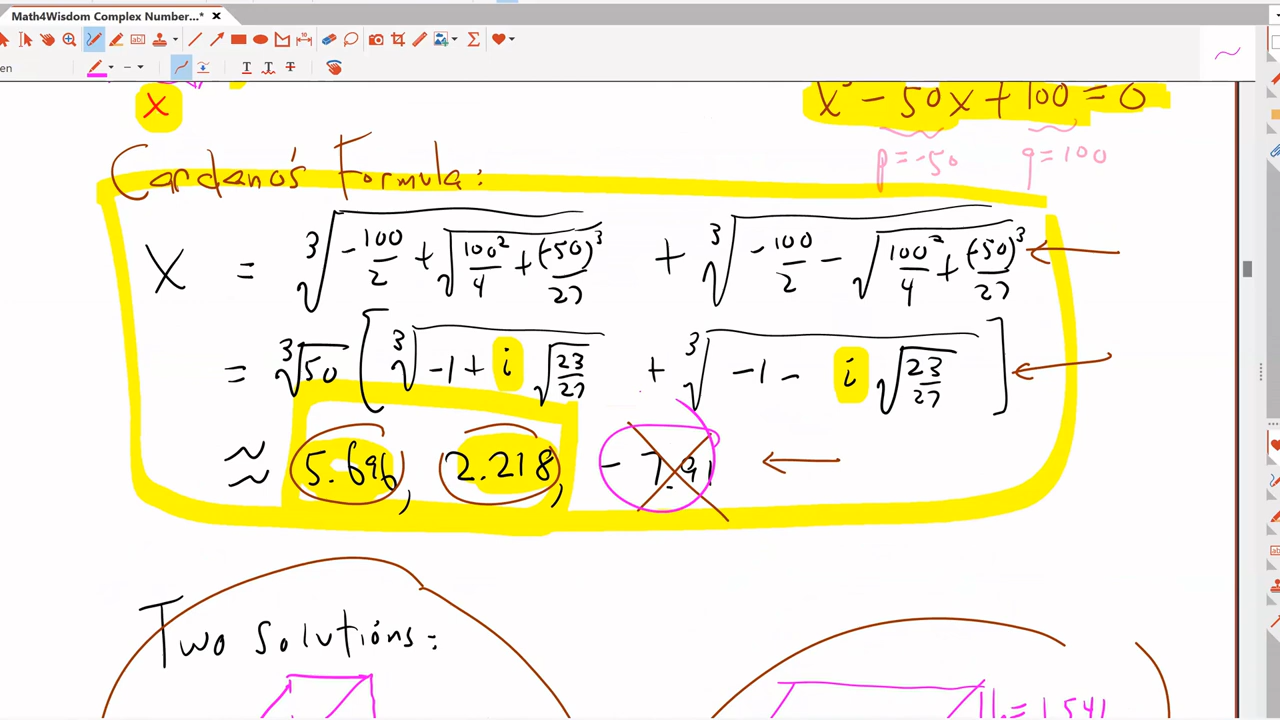 Math4Wisdom Complex Number...*
en
x
x³ - 50x + 100 = 0
p = -50 q = 100
Cardano's Formula:
X = ∛(-100/2 + √(100²/4 + (-50)³/27)) + ∛(-100/2 - √(100²/4 + (-50)³/27))
= ∛50 [ ∛(-1 + i √(23/27)) + ∛(-1 - i √(23/27)) ]
≈ 5.696, 2.218, -7.91
Two Solutions: